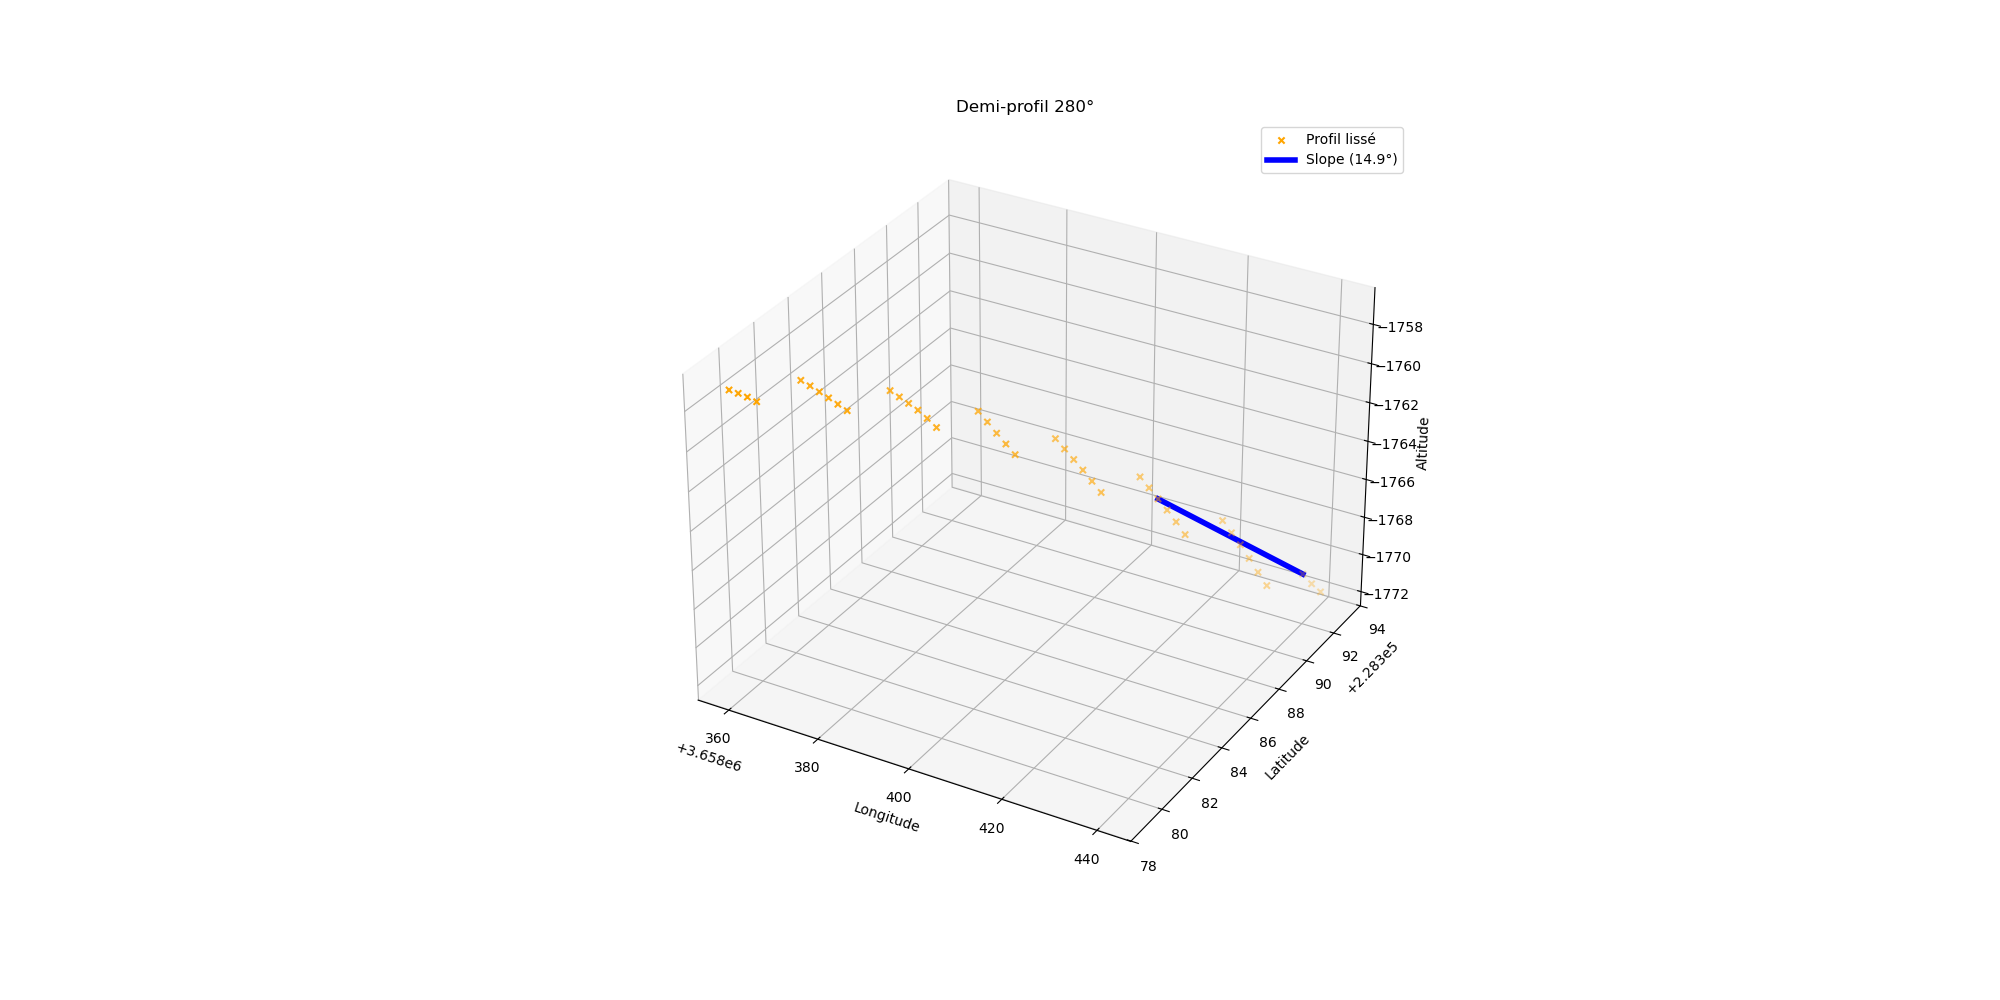 Demi-profil 280°
Profil lissé
Slope (14.9°)
−1758
−1760
−1762
−1764
−1766
−1768
−1770
−1772
Altitude
94
92
90
88
86
84
82
80
78
+2.283e5
Latitude
360
380
400
420
440
+3.658e6
Longitude